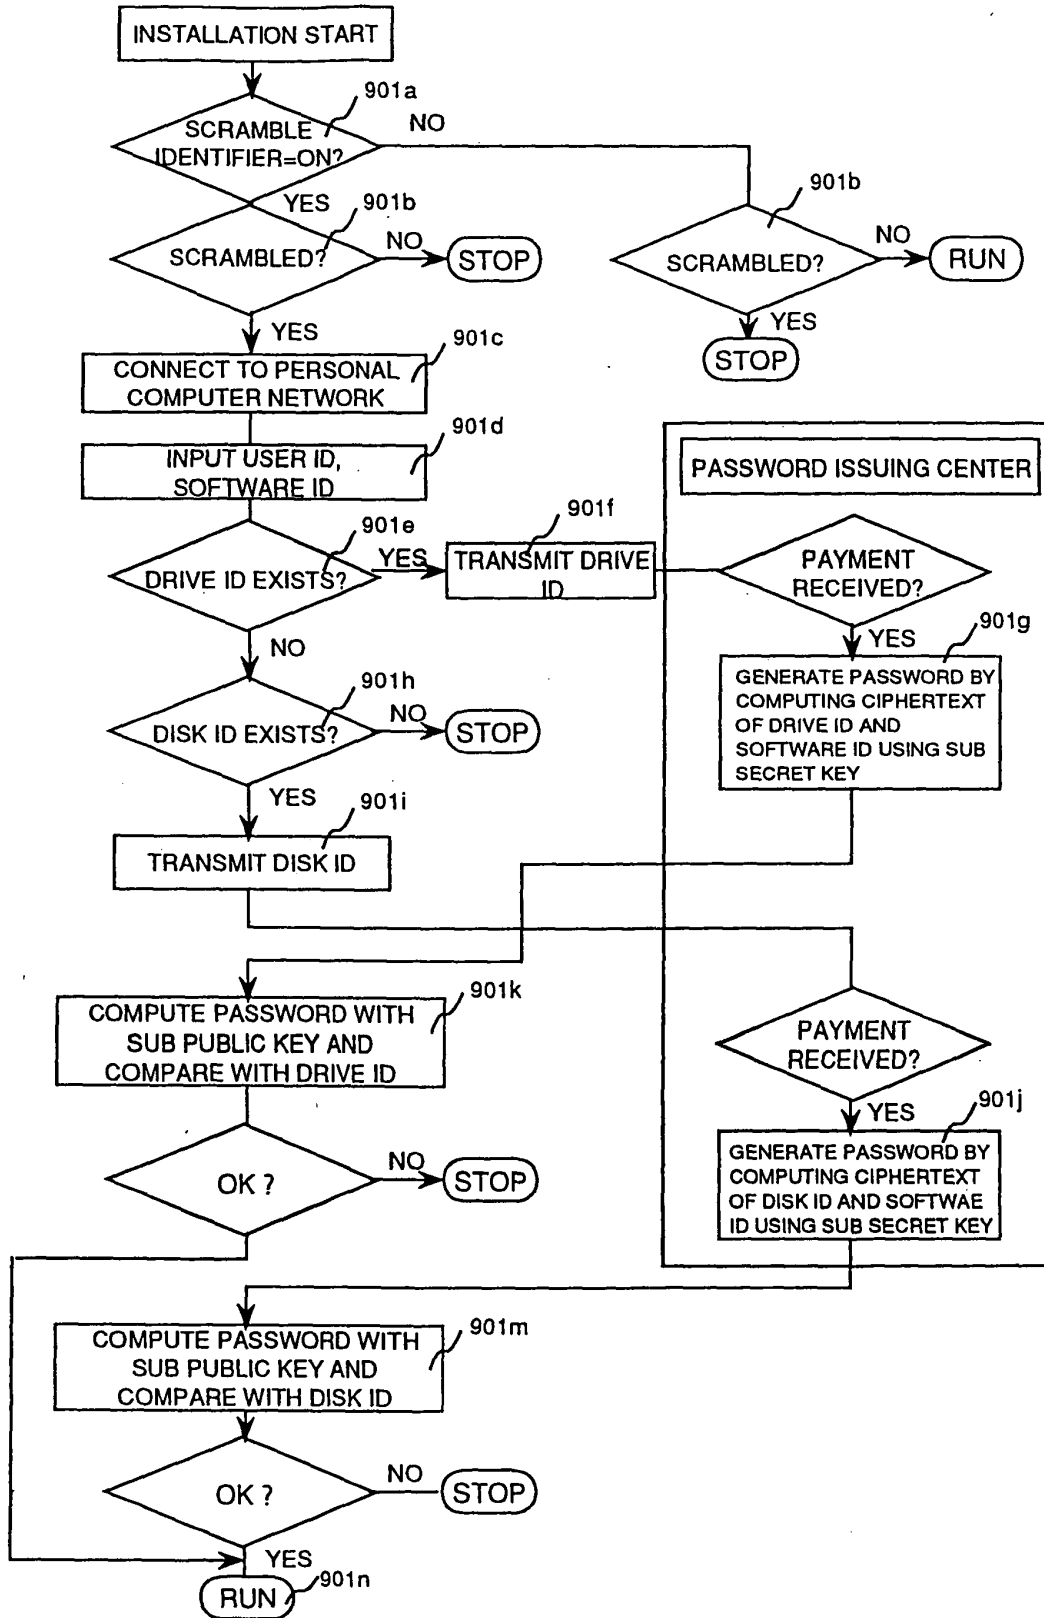 INSTALLATION START
901a
SCRAMBLE
IDENTIFIER=ON?
NO
YES
901b
SCRAMBLED?
NO
STOP
901b
SCRAMBLED?
NO
RUN
YES
STOP
YES
901c
CONNECT TO PERSONAL
COMPUTER NETWORK
901d
INPUT USER ID,
SOFTWARE ID
PASSWORD ISSUING CENTER
901e
DRIVE ID EXISTS?
YES
901f
TRANSMIT DRIVE
ID
PAYMENT
RECEIVED?
YES
901g
GENERATE PASSWORD BY
COMPUTING CIPHERTEXT
OF DRIVE ID AND
SOFTWARE ID USING SUB
SECRET KEY
NO
901h
DISK ID EXISTS?
NO
STOP
YES
901i
TRANSMIT DISK ID
901k
COMPUTE PASSWORD WITH
SUB PUBLIC KEY AND
COMPARE WITH DRIVE ID
PAYMENT
RECEIVED?
YES
901j
GENERATE PASSWORD BY
COMPUTING CIPHERTEXT
OF DISK ID AND SOFTWAE
ID USING SUB SECRET KEY
OK ?
NO
STOP
901m
COMPUTE PASSWORD WITH
SUB PUBLIC KEY AND
COMPARE WITH DISK ID
OK ?
NO
STOP
YES
RUN
901n